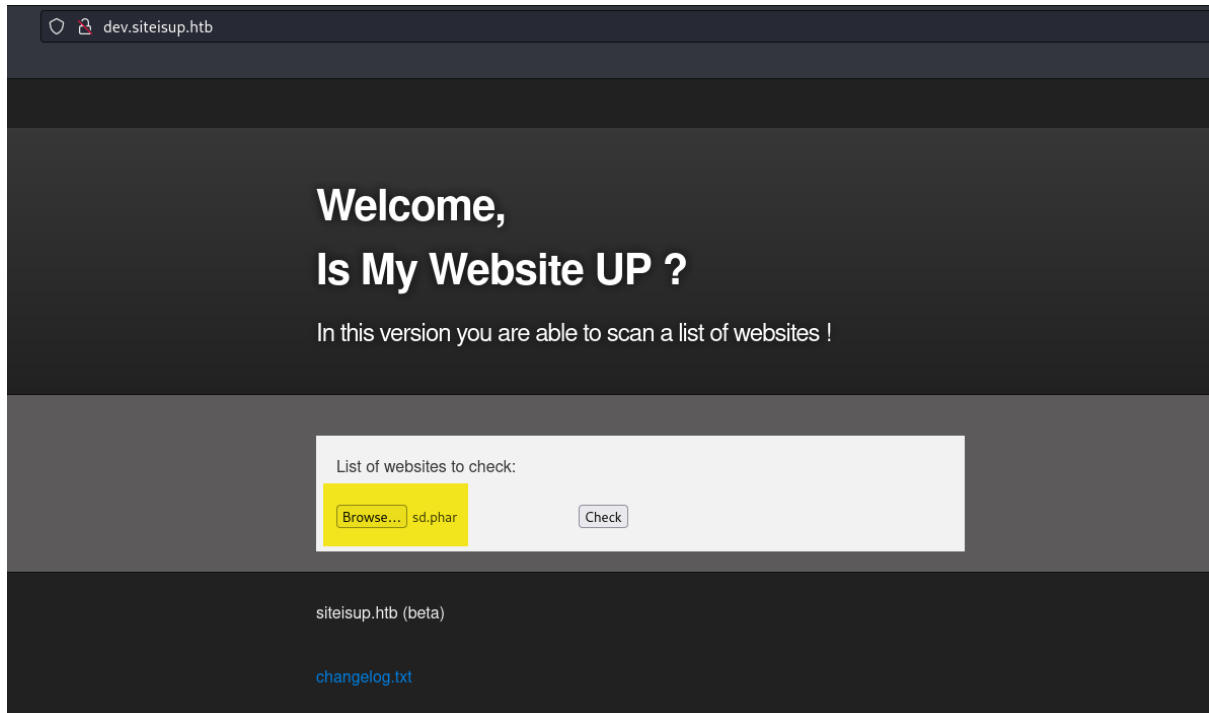 dev.siteisup.htb
Welcome,
Is My Website UP ?
In this version you are able to scan a list of websites !
List of websites to check:
Browse... sd.phar Check
siteisup.htb (beta)
changelog.txt